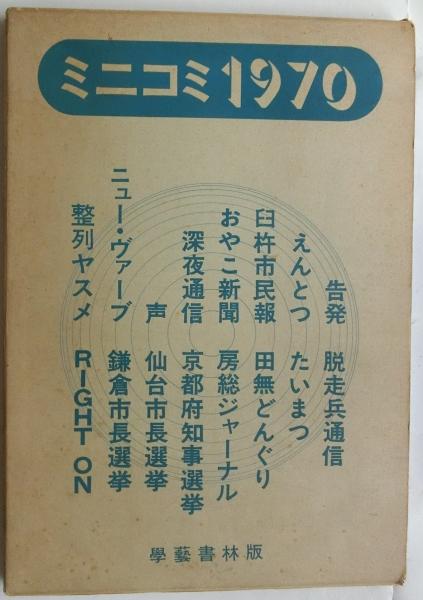 ミニコミ1970
告発 脱走兵通信
えんとつ たいまつ
臼杵市民報 田無どんぐり
おやこ新聞 房総ジャーナル
深夜通信 京都府知事選挙
声 仙台市長選挙
ニュー・ヴァーブ 鎌倉市長選挙
整列ヤスメ RIGHT ON
學藝書林版